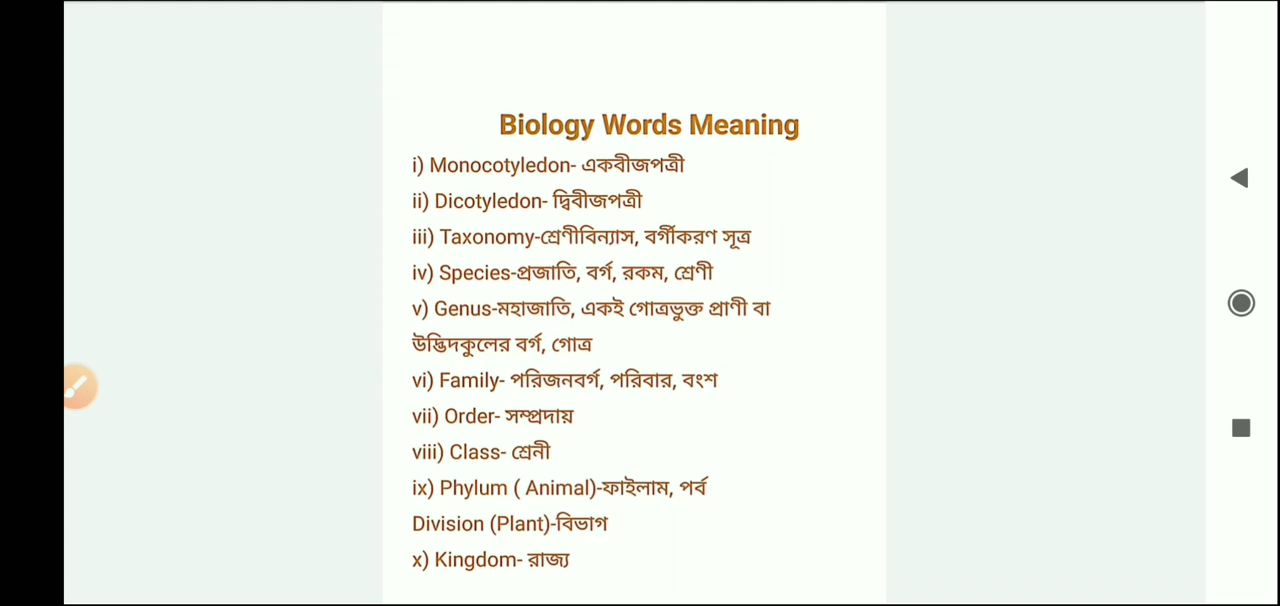 Biology Words Meaning
i) Monocotyledon- একবীজপত্রী
ii) Dicotyledon- দ্বিবীজপত্রী
iii) Taxonomy-শ্রেণীবিন্যাস, বর্গীকরণ সূত্র
iv) Species-প্রজাতি, বর্গ, রকম, শ্রেণী
v) Genus-মহাজাতি, একই গোত্রভুক্ত প্রাণী বা
উদ্ভিদকুলের বর্গ, গোত্র
vi) Family- পরিজনবর্গ, পরিবার, বংশ
vii) Order- সম্প্রদায়
viii) Class- শ্রেনী
ix) Phylum ( Animal)-ফাইলাম, পর্ব
Division (Plant)-বিভাগ
x) Kingdom- রাজ্য